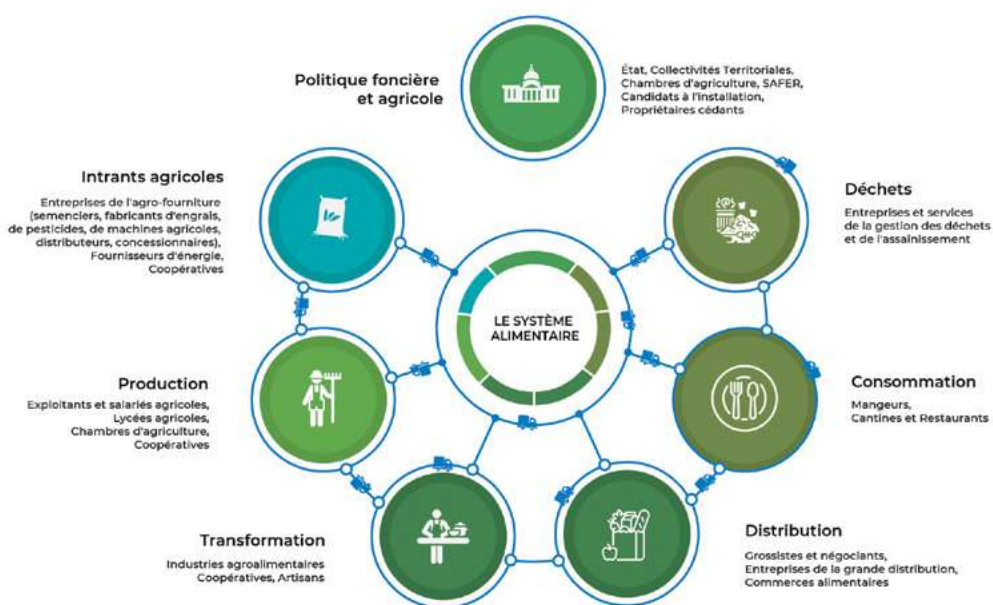 Politique foncière
et agricole
État, Collectivités Territoriales,
Chambres d'agriculture, SAFER,
Candidats à l'installation,
Propriétaires cédants
Intrants agricoles
Entreprises de l'agro-fourniture
(semenciers, fabricants d'engrais,
de pesticides, de machines agricoles,
distributeurs, concessionnaires),
Fournisseurs d'énergie,
Coopératives
Déchets
Entreprises et services
de la gestion des déchets
et de l'assainissement
LE SYSTÈME
ALIMENTAIRE
Production
Exploitants et salariés agricoles,
Lycées agricoles,
Chambres d'agriculture,
Coopératives
Consommation
Mangeurs,
Cantines et Restaurants
Transformation
Industries agroalimentaires
Coopératives, Artisans
Distribution
Grossistes et négociants,
Entreprises de la grande distribution,
Commerces alimentaires